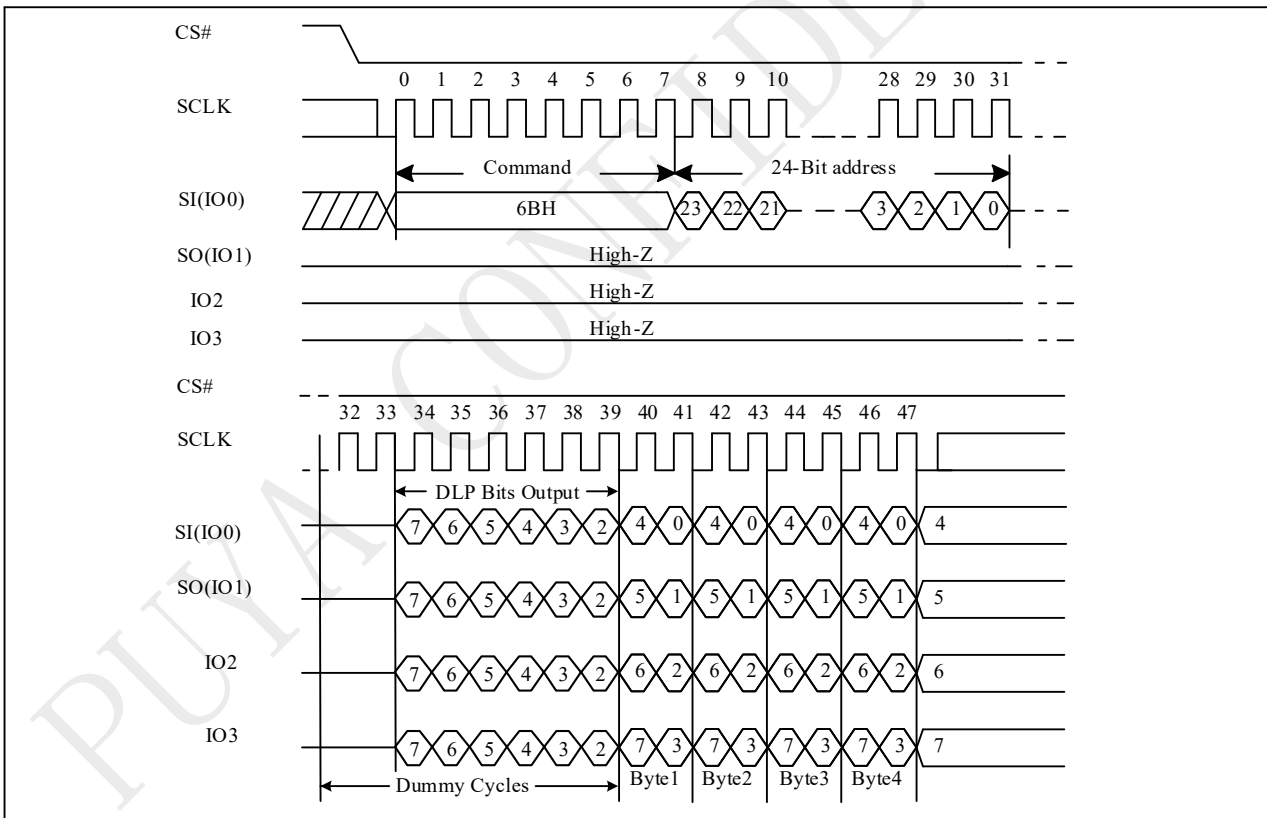 CS#
0 1 2 3 4 5 6 7 8 9 10 28 29 30 31
SCLK
Command 24-Bit address
SI(IO0) 6BH 23 22 21 3 2 1 0
SO(IO1) High-Z
IO2 High-Z
IO3 High-Z
CS#
32 33 34 35 36 37 38 39 40 41 42 43 44 45 46 47
SCLK
DLP Bits Output
SI(IO0) 7 6 5 4 3 2 4 0 4 0 4 0 4 0 4
SO(IO1) 7 6 5 4 3 2 5 1 5 1 5 1 5 1 5
IO2 7 6 5 4 3 2 6 2 6 2 6 2 6 2 6
IO3 7 6 5 4 3 2 7 3 7 3 7 3 7 3 7
Dummy Cycles Byte1 Byte2 Byte3 Byte4